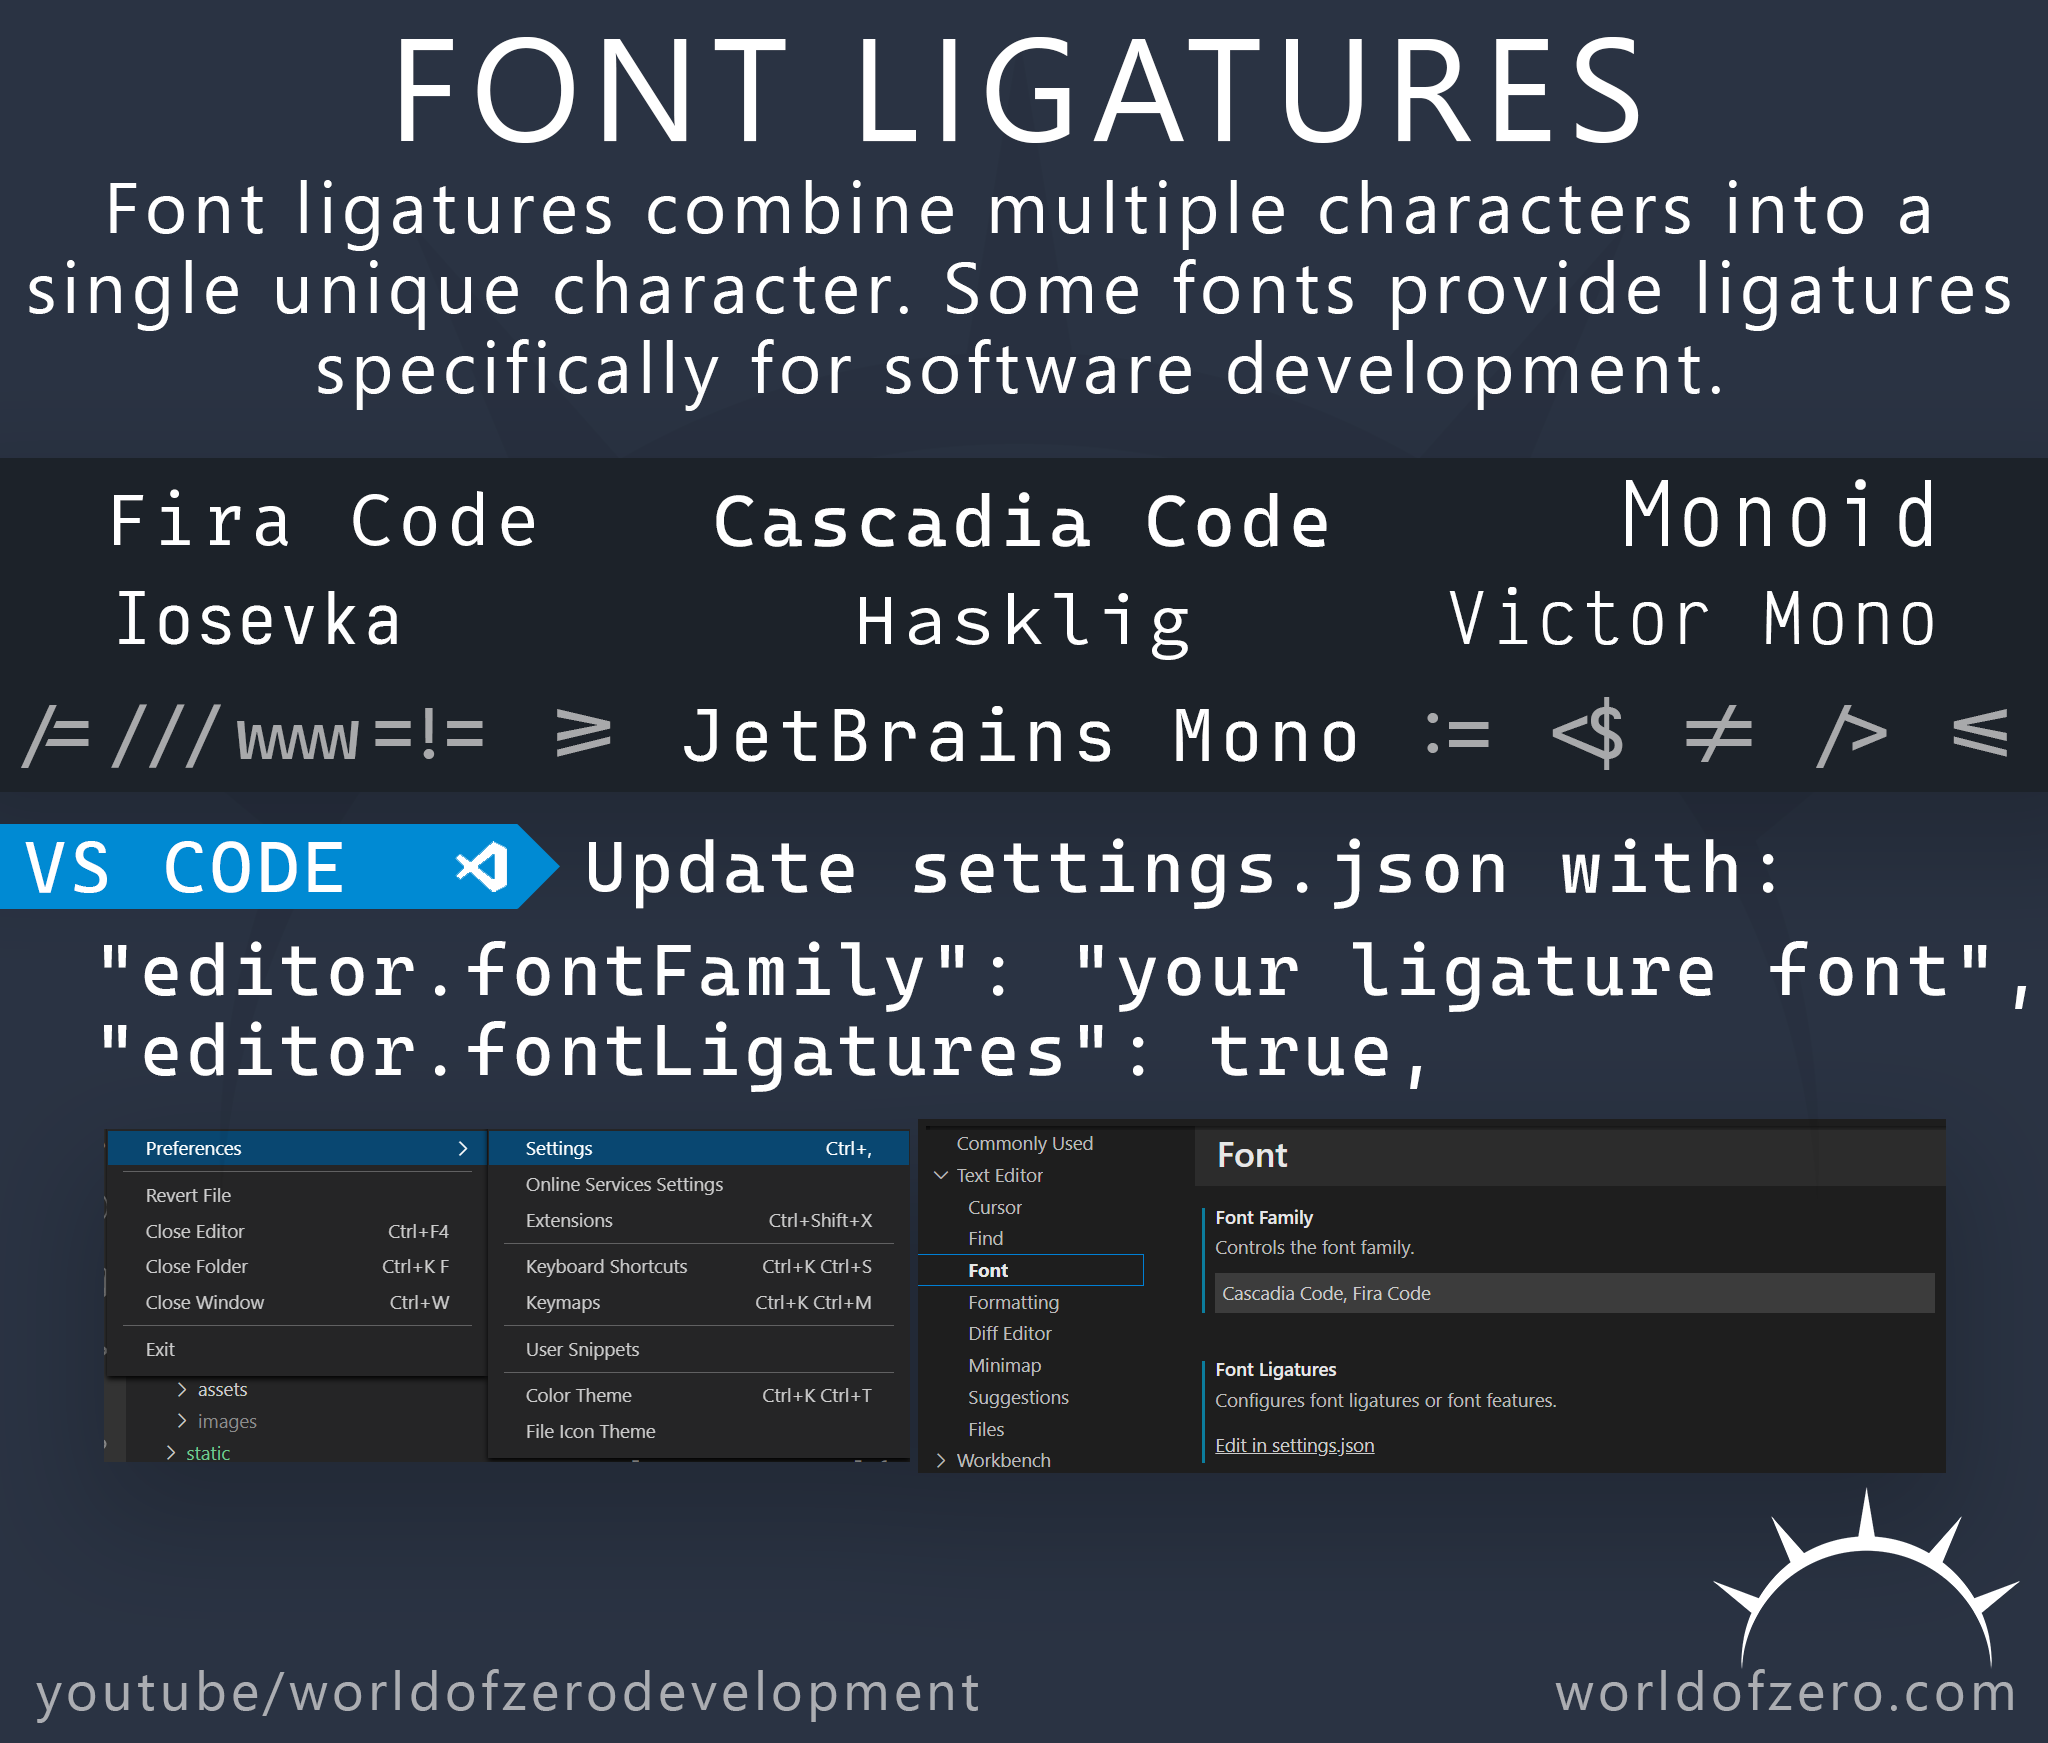 FONT LIGATURES
Font ligatures combine multiple characters into a
single unique character. Some fonts provide ligatures
specifically for software development.
Fira Code Cascadia Code Monoid
Iosevka Hasklig Victor Mono
/= /// www =!= >= JetBrains Mono := <$ != /> <=
VS CODE Update settings.json with:
"editor.fontFamily": "your ligature font",
"editor.fontLigatures": true,
Preferences
Revert File
Close Editor Ctrl+F4
Close Folder Ctrl+K F
Close Window Ctrl+W
Exit
assets
images
static
Settings Ctrl+,
Online Services Settings
Extensions Ctrl+Shift+X
Keyboard Shortcuts Ctrl+K Ctrl+S
Keymaps Ctrl+K Ctrl+M
User Snippets
Color Theme Ctrl+K Ctrl+T
File Icon Theme
Commonly Used
Text Editor
Cursor
Find
Font
Formatting
Diff Editor
Minimap
Suggestions
Files
Workbench
Font
Font Family
Controls the font family.
Cascadia Code, Fira Code
Font Ligatures
Configures font ligatures or font features.
Edit in settings.json
youtube/worldofzerodevelopment
worldofzero.com